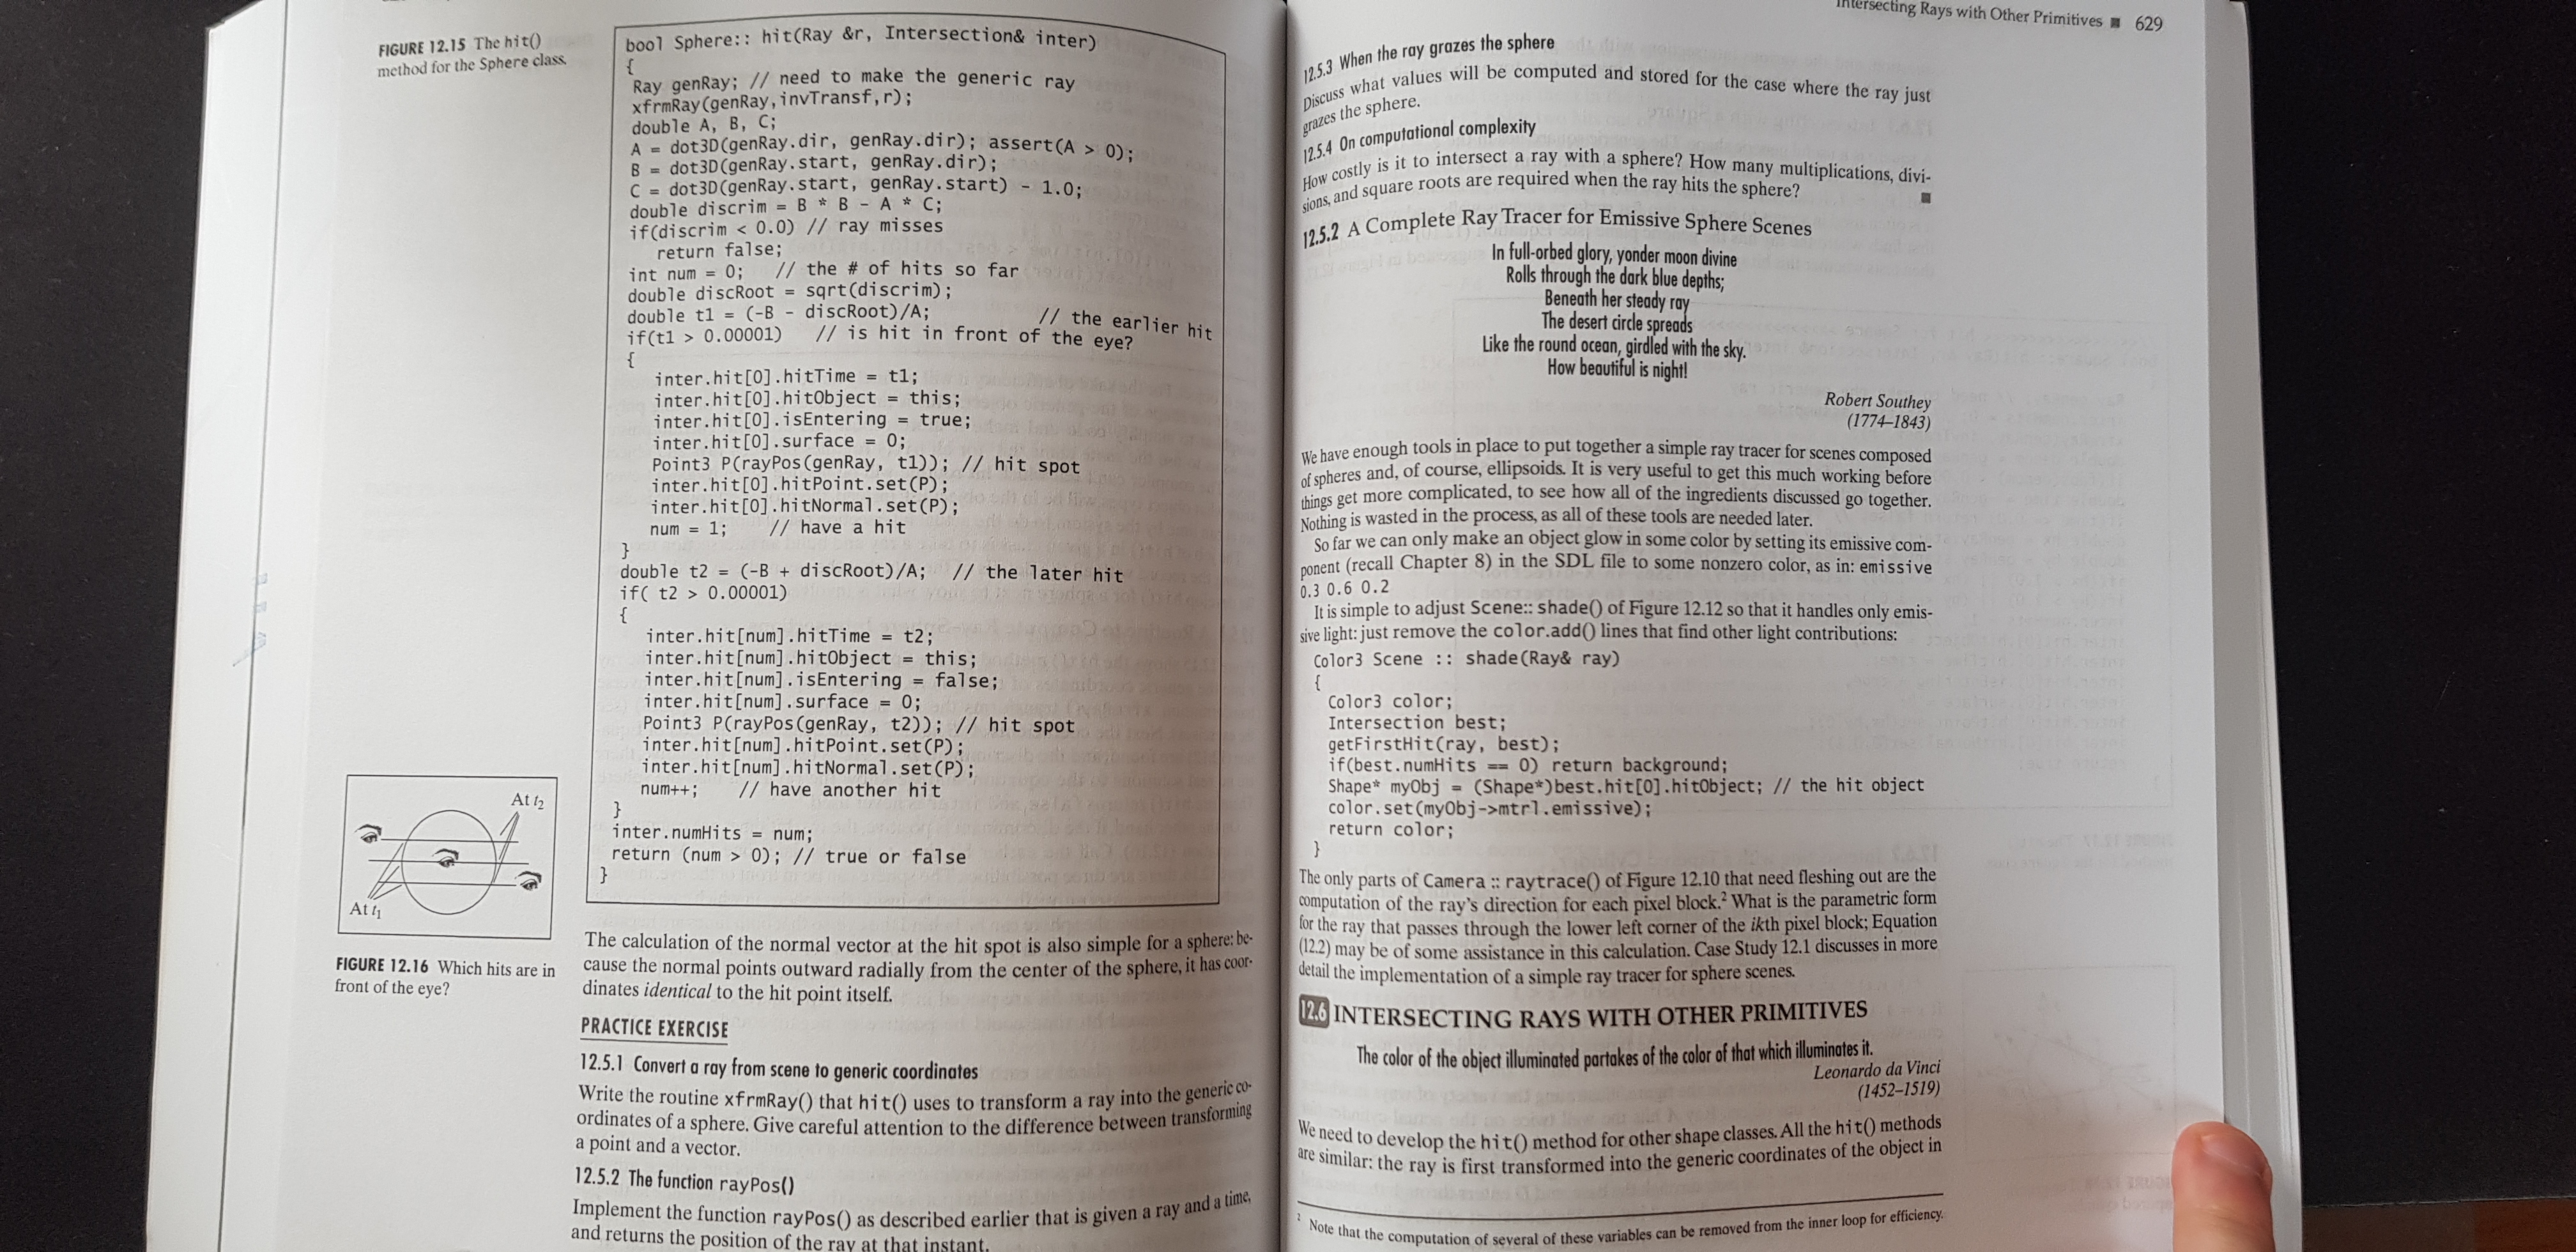 FIGURE 12.15 The hit()
method for the Sphere class.
bool Sphere:: hit(Ray &r, Intersection& inter)
{
Ray genRay; // need to make the generic ray
xfrmRay(genRay,invTransf,r);
double A, B, C;
A = dot3D(genRay.dir, genRay.dir); assert(A > 0);
B = dot3D(genRay.start, genRay.dir);
C = dot3D(genRay.start, genRay.start) - 1.0;
double discrim = B * B - A * C;
if(discrim < 0.0) // ray misses
return false;
int num = 0; // the # of hits so far
double discRoot = sqrt(discrim);
double t1 = (-B - discRoot)/A; // the earlier hit
if(t1 > 0.00001) // is hit in front of the eye?
{
inter.hit[0].hitTime = t1;
inter.hit[0].hitObject = this;
inter.hit[0].isEntering = true;
inter.hit[0].surface = 0;
Point3 P(rayPos(genRay, t1)); // hit spot
inter.hit[0].hitPoint.set(P);
inter.hit[0].hitNormal.set(P);
num = 1; // have a hit
}
double t2 = (-B + discRoot)/A; // the later hit
if( t2 > 0.00001)
{
inter.hit[num].hitTime = t2;
inter.hit[num].hitObject = this;
inter.hit[num].isEntering = false;
inter.hit[num].surface = 0;
Point3 P(rayPos(genRay, t2)); // hit spot
inter.hit[num].hitPoint.set(P);
inter.hit[num].hitNormal.set(P);
num++; // have another hit
}
inter.numHits = num;
return (num > 0); // true or false
}
At t2
At t1
FIGURE 12.16 Which hits are in
front of the eye?
The calculation of the normal vector at the hit spot is also simple for a sphere: be-
cause the normal points outward radially from the center of the sphere, it has coor-
dinates identical to the hit point itself.
PRACTICE EXERCISE
12.5.1 Convert a ray from scene to generic coordinates
Write the routine xfrmRay() that hit() uses to transform a ray into the generic co-
ordinates of a sphere. Give careful attention to the difference between transforming
a point and a vector.
12.5.2 The function rayPos()
Implement the function rayPos() as described earlier that is given a ray and a time,
and returns the position of the ray at that instant.
Intersecting Rays with Other Primitives ■ 629
12.5.3 When the ray grazes the sphere
Discuss what values will be computed and stored for the case where the ray just
grazes the sphere.
12.5.4 On computational complexity
How costly is it to intersect a ray with a sphere? How many multiplications, divi-
sions, and square roots are required when the ray hits the sphere? ■
12.5.2 A Complete Ray Tracer for Emissive Sphere Scenes
In full-orbed glory, yonder moon divine
Rolls through the dark blue depths;
Beneath her steady ray
The desert circle spreads
Like the round ocean, girdled with the sky.
How beautiful is night!
Robert Southey
(1774–1843)
We have enough tools in place to put together a simple ray tracer for scenes composed
of spheres and, of course, ellipsoids. It is very useful to get this much working before
things get more complicated, to see how all of the ingredients discussed go together.
Nothing is wasted in the process, as all of these tools are needed later.
So far we can only make an object glow in some color by setting its emissive com-
ponent (recall Chapter 8) in the SDL file to some nonzero color, as in: emissive
0.3 0.6 0.2
It is simple to adjust Scene:: shade() of Figure 12.12 so that it handles only emis-
sive light: just remove the color.add() lines that find other light contributions:
Color3 Scene :: shade(Ray& ray)
{
Color3 color;
Intersection best;
getFirstHit(ray, best);
if(best.numHits == 0) return background;
Shape* myObj = (Shape*)best.hit[0].hitObject; // the hit object
color.set(myObj->mtrl.emissive);
return color;
}
The only parts of Camera :: raytrace() of Figure 12.10 that need fleshing out are the
computation of the ray's direction for each pixel block.2 What is the parametric form
for the ray that passes through the lower left corner of the ikth pixel block; Equation
(12.2) may be of some assistance in this calculation. Case Study 12.1 discusses in more
detail the implementation of a simple ray tracer for sphere scenes.
12.6 INTERSECTING RAYS WITH OTHER PRIMITIVES
The color of the object illuminated partakes of the color of that which illuminates it.
Leonardo da Vinci
(1452–1519)
We need to develop the hit() method for other shape classes. All the hit() methods
are similar: the ray is first transformed into the generic coordinates of the object in
2 Note that the computation of several of these variables can be removed from the inner loop for efficiency.